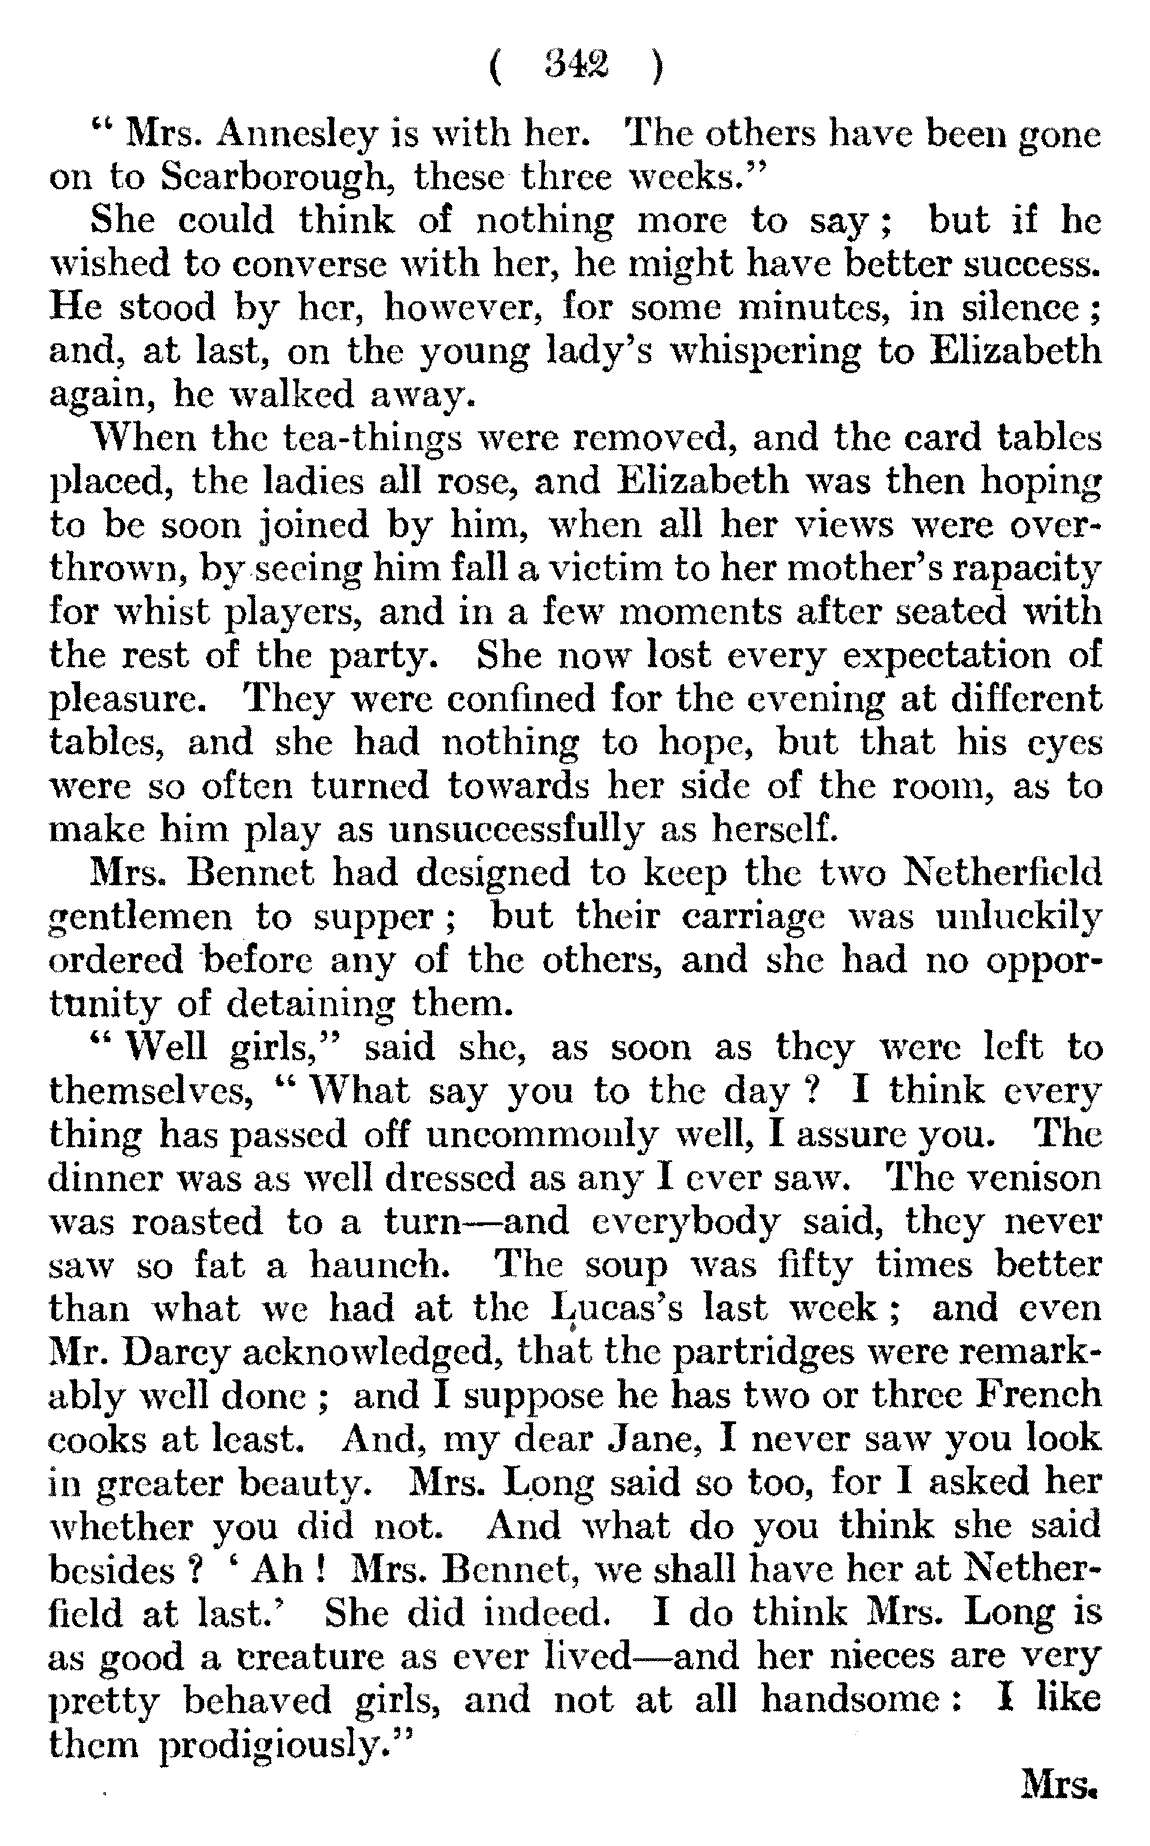 ( 342 )
“ Mrs. Annesley is with her. The others have been gone
on to Scarborough, these three weeks.”
She could think of nothing more to say ; but if he
wished to converse with her, he might have better success.
He stood by her, however, for some minutes, in silence ;
and, at last, on the young lady’s whispering to Elizabeth
again, he walked away.
When the tea-things were removed, and the card tables
placed, the ladies all rose, and Elizabeth was then hoping
to be soon joined by him, when all her views were over-
thrown, by seeing him fall a victim to her mother’s rapacity
for whist players, and in a few moments after seated with
the rest of the party. She now lost every expectation of
pleasure. They were confined for the evening at different
tables, and she had nothing to hope, but that his eyes
were so often turned towards her side of the room, as to
make him play as unsuccessfully as herself.
Mrs. Bennet had designed to keep the two Netherfield
gentlemen to supper ; but their carriage was unluckily
ordered before any of the others, and she had no oppor-
tunity of detaining them.
“ Well girls,” said she, as soon as they were left to
themselves, “ What say you to the day ? I think every
thing has passed off uncommonly well, I assure you. The
dinner was as well dressed as any I ever saw. The venison
was roasted to a turn—and everybody said, they never
saw so fat a haunch. The soup was fifty times better
than what we had at the Lucas’s last week ; and even
Mr. Darcy acknowledged, that the partridges were remark-
ably well done ; and I suppose he has two or three French
cooks at least. And, my dear Jane, I never saw you look
in greater beauty. Mrs. Long said so too, for I asked her
whether you did not. And what do you think she said
besides ? ‘ Ah ! Mrs. Bennet, we shall have her at Nether-
field at last.’ She did indeed. I do think Mrs. Long is
as good a creature as ever lived—and her nieces are very
pretty behaved girls, and not at all handsome : I like
them prodigiously.”
Mrs.